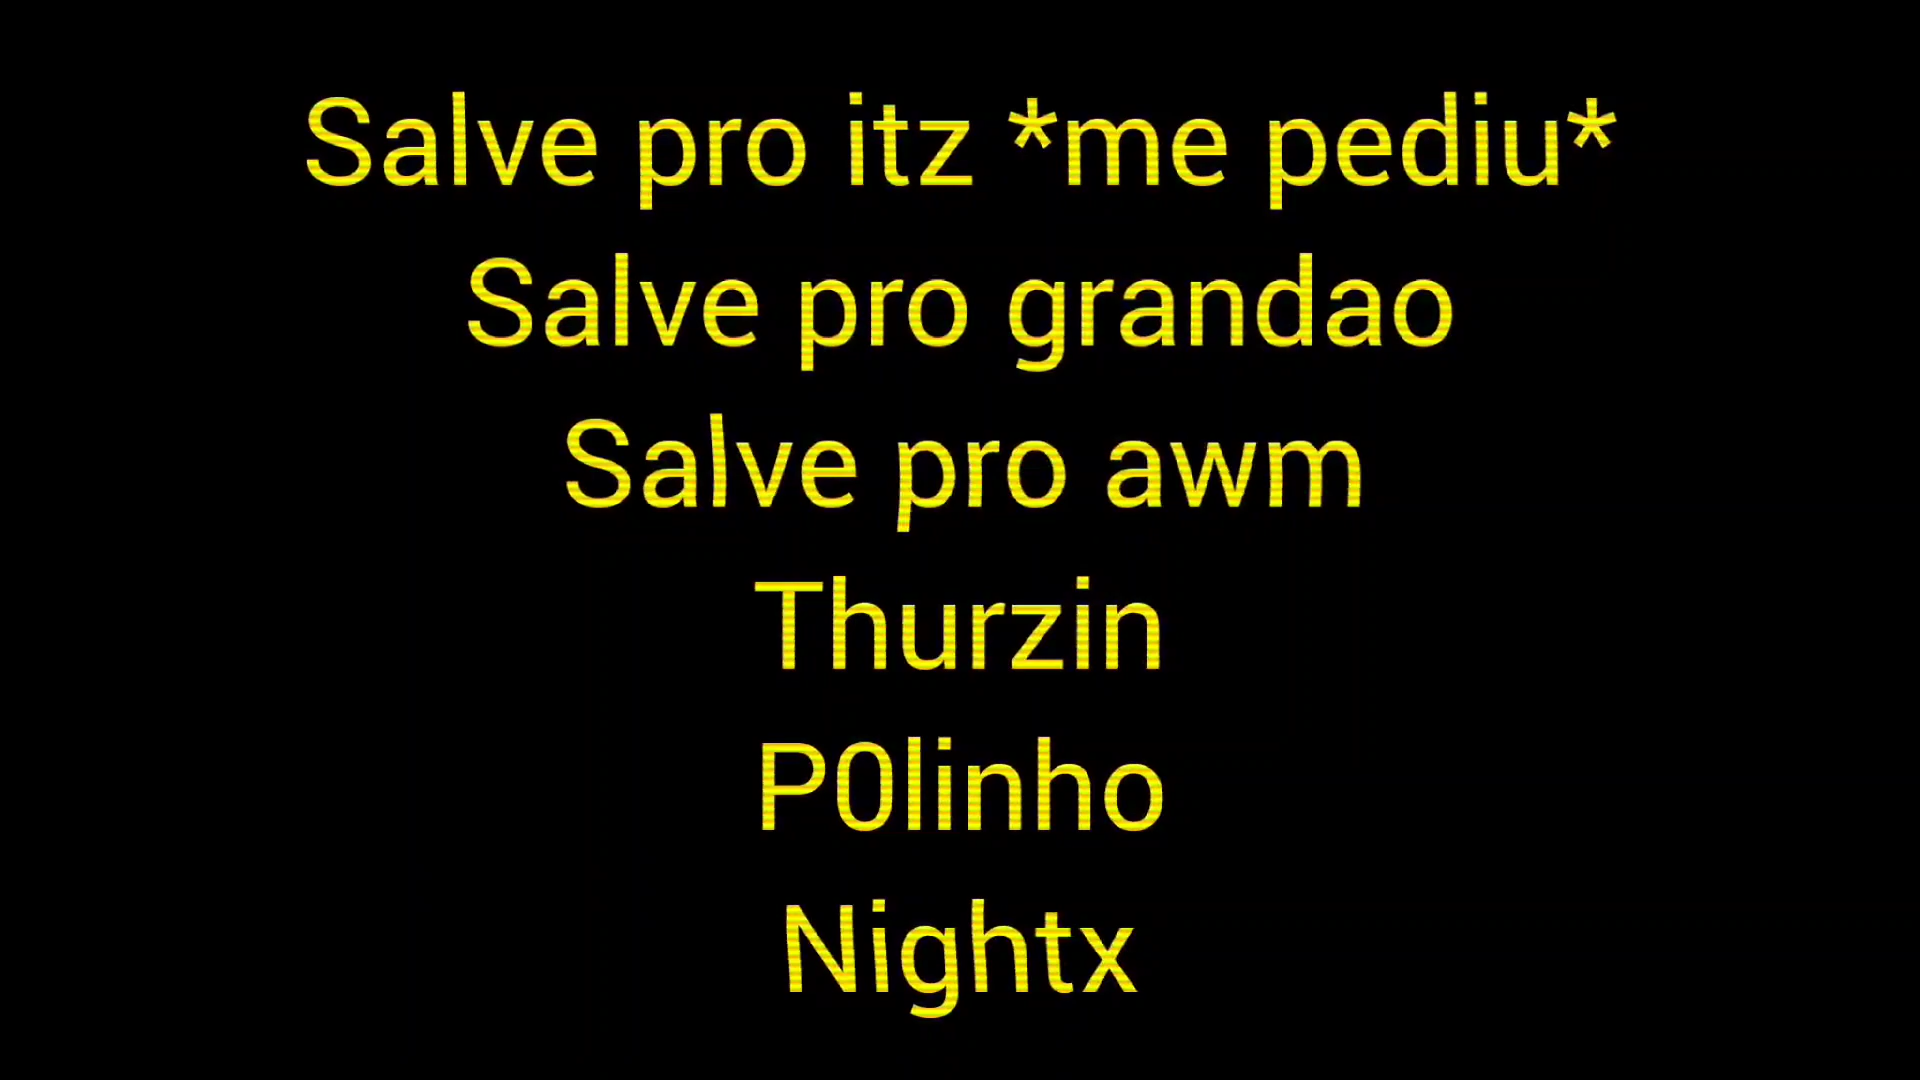 Salve pro itz *me pediu*
Salve pro grandao
Salve pro awm
Thurzin
P0linho
Nightx